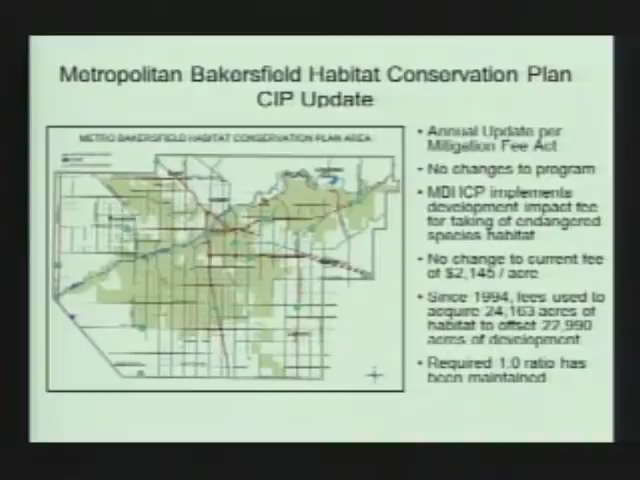 Metropolitan Bakersfield Habitat Conservation Plan
CIP Update
METRO BAKERSFIELD HABITAT CONSERVATION PLAN AREA
• Annual Update per
Mitigation Fee Act
• No changes to program
• MBHCP implements
development impact fee
for taking of endangered
species habitat
• No change to current fee
of $2,145 / acre
• Since 1994, fees used to
acquire 24,163 acres of
habitat to offset 22,990
acres of development
• Required 1.0 ratio has
been maintained